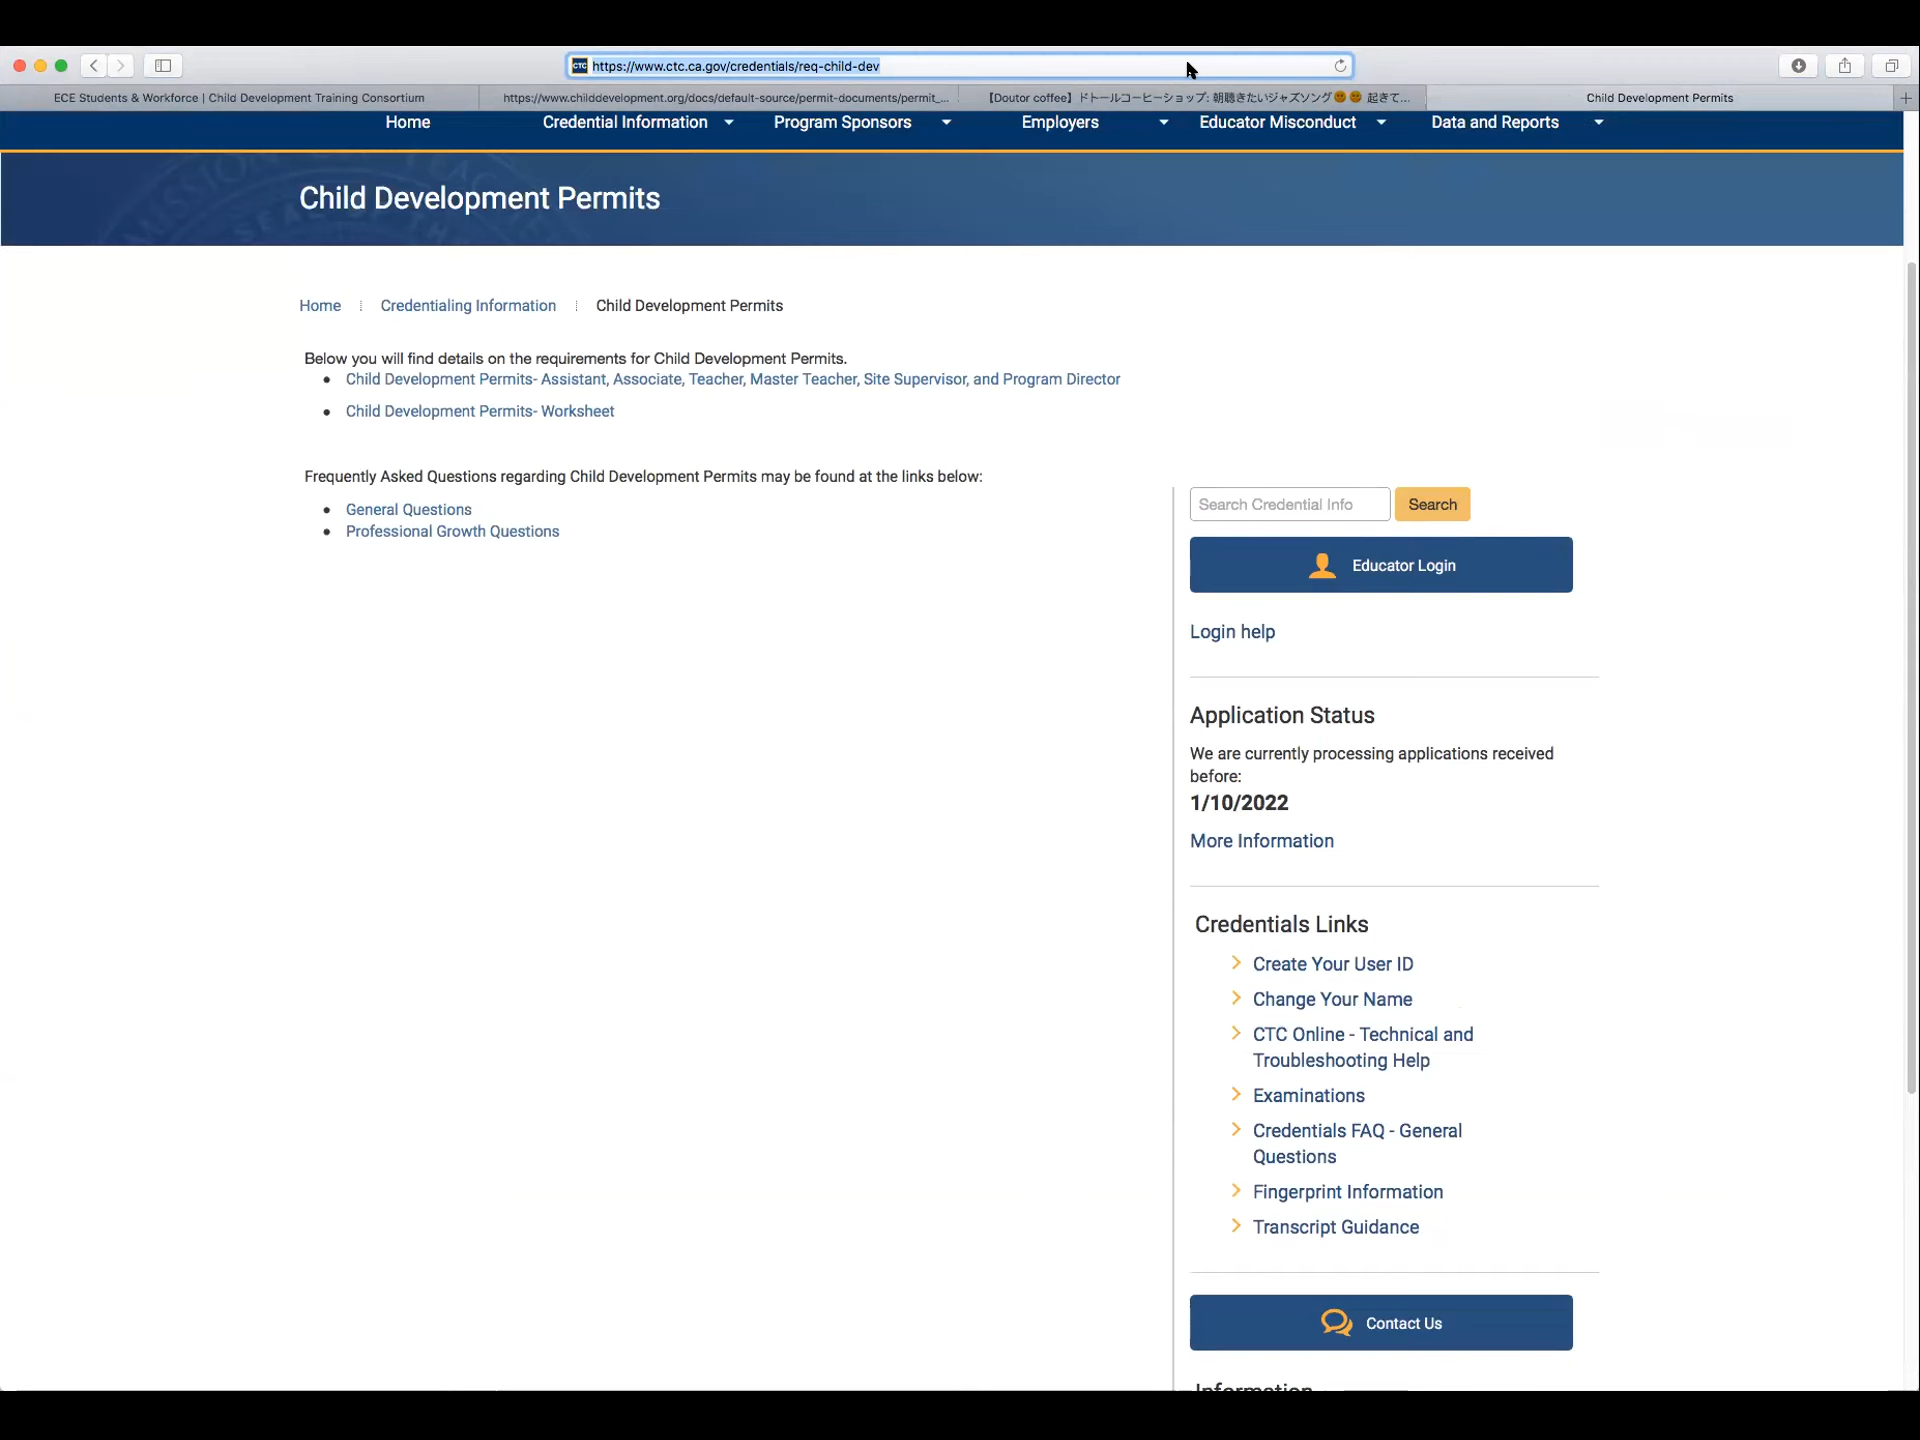 CTC https://www.ctc.ca.gov/credentials/req-child-dev
ECE Students & Workforce | Child Development Training Consortium
https://www.childdevelopment.org/docs/default-source/permit-documents/permit_...
【Doutor coffee】ドトールコーヒーショップ: 朝聴きたいジャズソング 起きて...
Child Development Permits
Home Credential Information Program Sponsors Employers Educator Misconduct Data and Reports
Child Development Permits
Home Credentialing Information Child Development Permits
Below you will find details on the requirements for Child Development Permits.
Child Development Permits- Assistant, Associate, Teacher, Master Teacher, Site Supervisor, and Program Director
Child Development Permits- Worksheet
Frequently Asked Questions regarding Child Development Permits may be found at the links below:
General Questions
Professional Growth Questions
Search Credential Info Search
Educator Login
Login help
Application Status
We are currently processing applications received
before:
1/10/2022
More Information
Credentials Links
Create Your User ID
Change Your Name
CTC Online - Technical and
Troubleshooting Help
Examinations
Credentials FAQ - General
Questions
Fingerprint Information
Transcript Guidance
Contact Us
Information